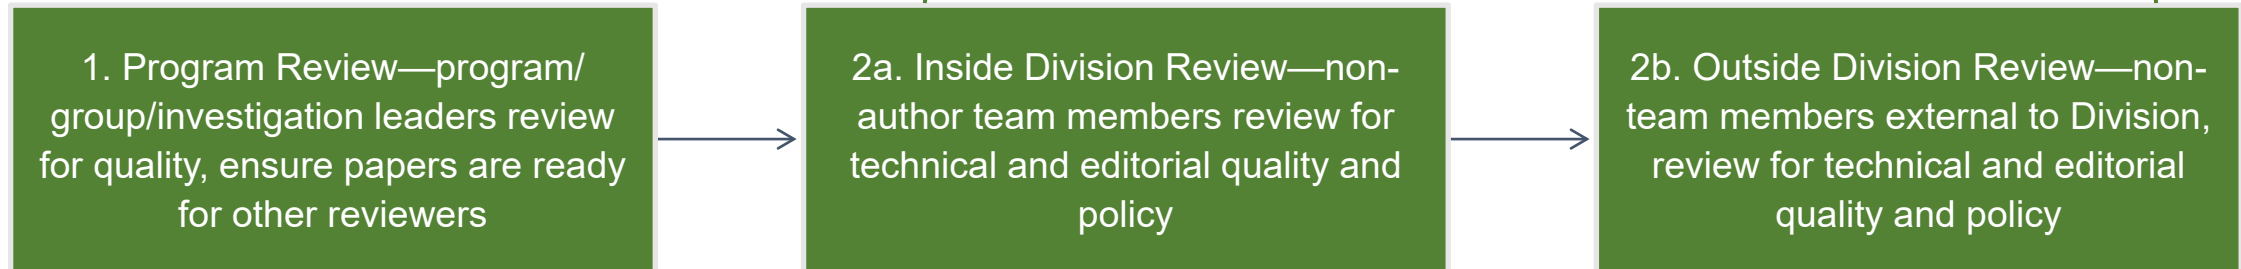 1. Program Review—program/
group/investigation leaders review
for quality, ensure papers are ready
for other reviewers
2a. Inside Division Review—non-
author team members review for
technical and editorial quality and
policy
2b. Outside Division Review—non-
team members external to Division,
review for technical and editorial
quality and policy